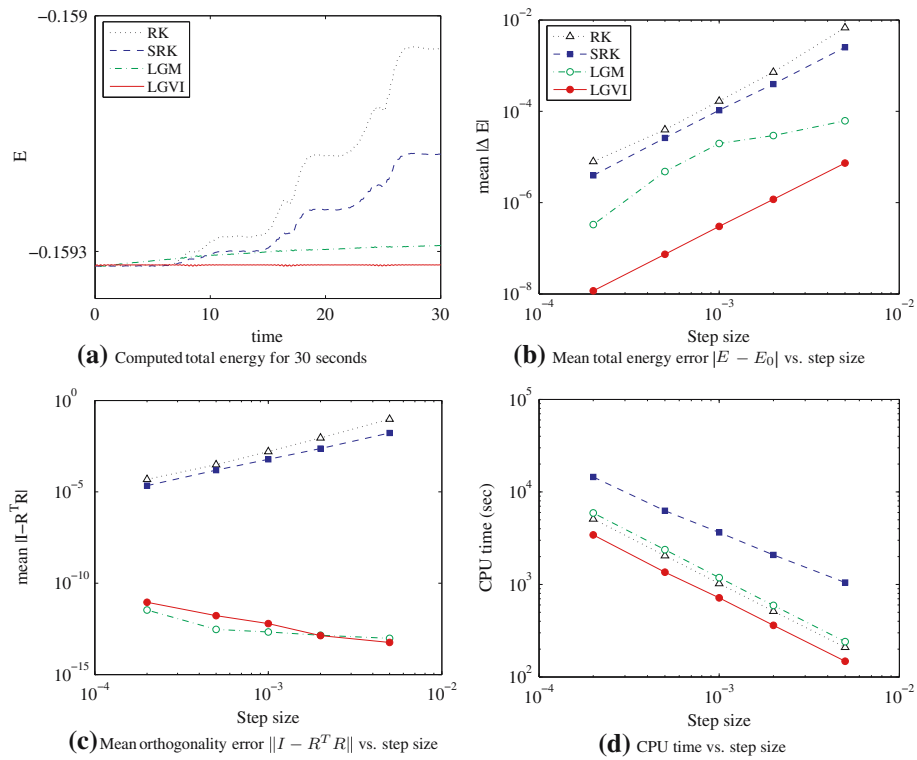 -0.159
RK
SRK
LGM
LGVI
E
-0.1593
0 10 20 30
time
(a) Computed total energy for 30 seconds
10^-2
RK
SRK
LGM
LGVI
10^-4
mean |Δ E|
10^-6
10^-8
10^-4 10^-3 10^-2
Step size
(b) Mean total energy error |E − E_0| vs. step size
10^0
10^-5
mean |I−R^T R|
10^-10
10^-15
10^-4 10^-3 10^-2
Step size
(c) Mean orthogonality error ‖I − R^T R‖ vs. step size
10^5
10^4
CPU time (sec)
10^3
10^2
10^-4 10^-3 10^-2
Step size
(d) CPU time vs. step size